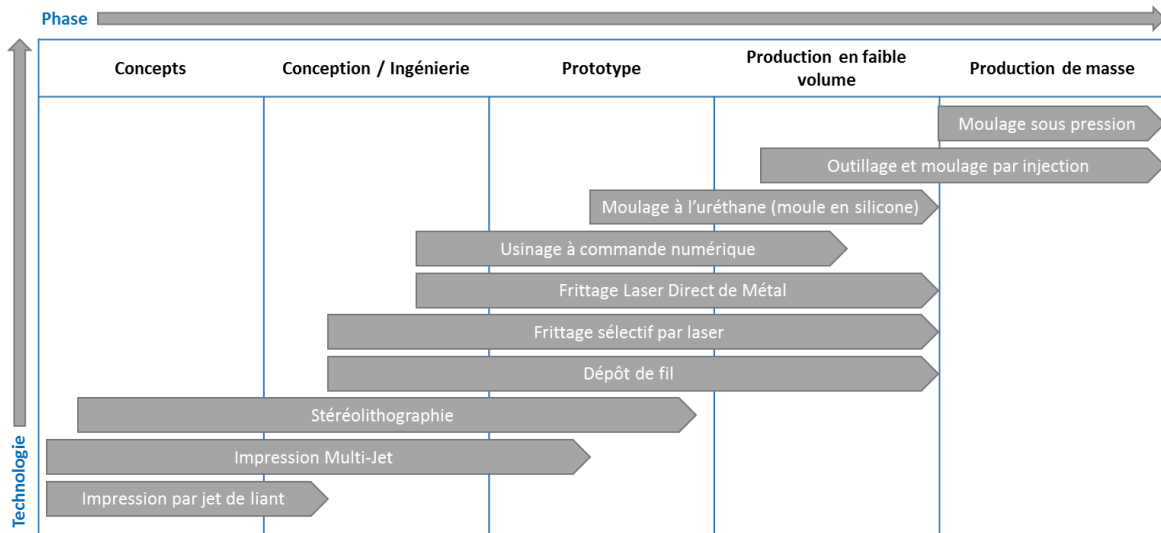 Phase
Concepts
Conception / Ingénierie
Prototype
Production en faible
volume
Production de masse
Moulage sous pression
Outillage et moulage par injection
Moulage à l'uréthane (moule en silicone)
Usinage à commande numérique
Frittage Laser Direct de Métal
Frittage sélectif par laser
Dépôt de fil
Stéréolithographie
Impression Multi-Jet
Impression par jet de liant
Technologie